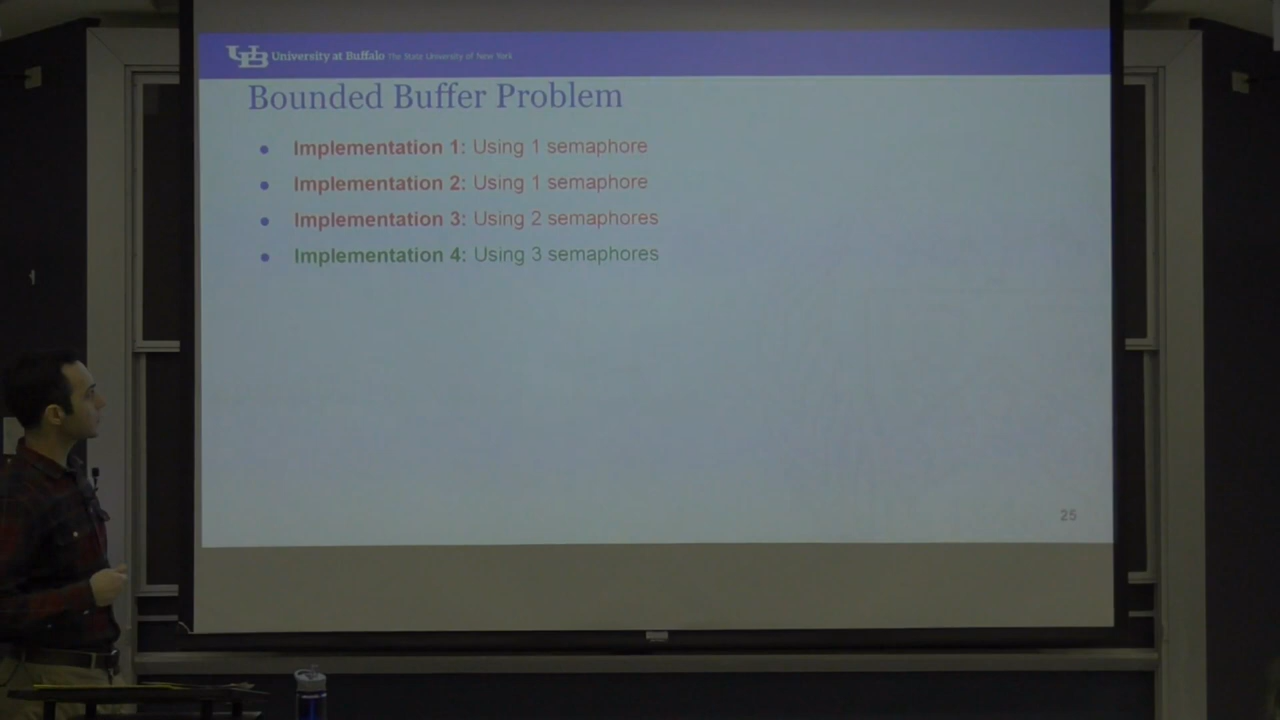 UB University at Buffalo The State University of New York
Bounded Buffer Problem
• Implementation 1: Using 1 semaphore
• Implementation 2: Using 1 semaphore
• Implementation 3: Using 2 semaphores
• Implementation 4: Using 3 semaphores
25